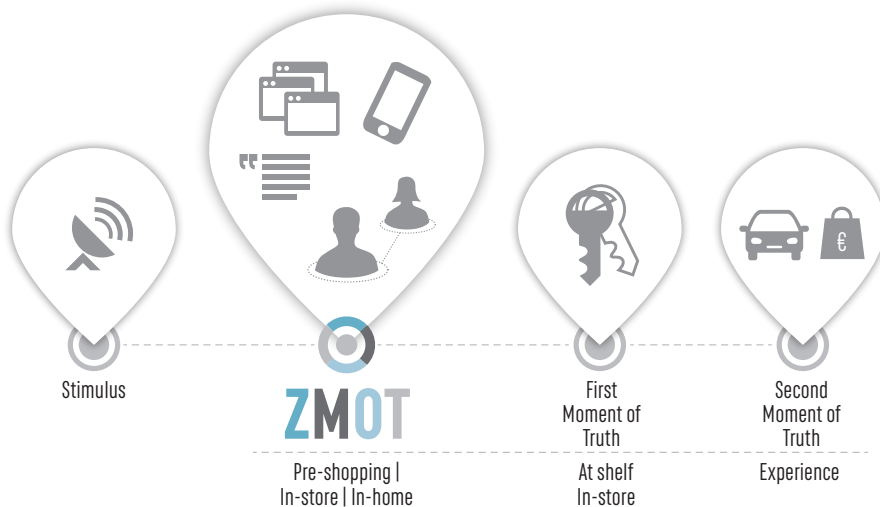 €
Stimulus
ZMOT
First
Moment of
Truth
Second
Moment of
Truth
Pre-shopping |
In-store | In-home
At shelf
In-store
Experience